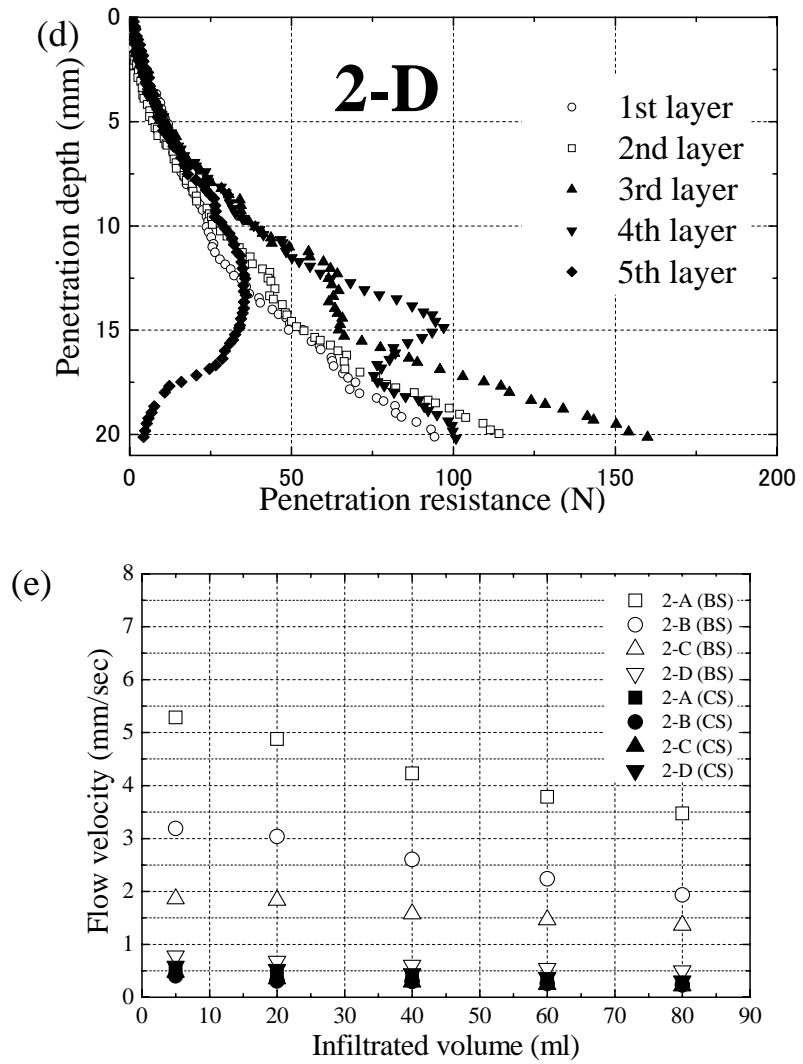 (d)
2-D
0
5
10
15
20
Penetration depth (mm)
1st layer
2nd layer
3rd layer
4th layer
5th layer
0 50 100 150 200
Penetration resistance (N)
(e)
8
7
6
5
4
3
2
1
0
Flow velocity (mm/sec)
2-A (BS)
2-B (BS)
2-C (BS)
2-D (BS)
2-A (CS)
2-B (CS)
2-C (CS)
2-D (CS)
0 10 20 30 40 50 60 70 80 90
Infiltrated volume (ml)